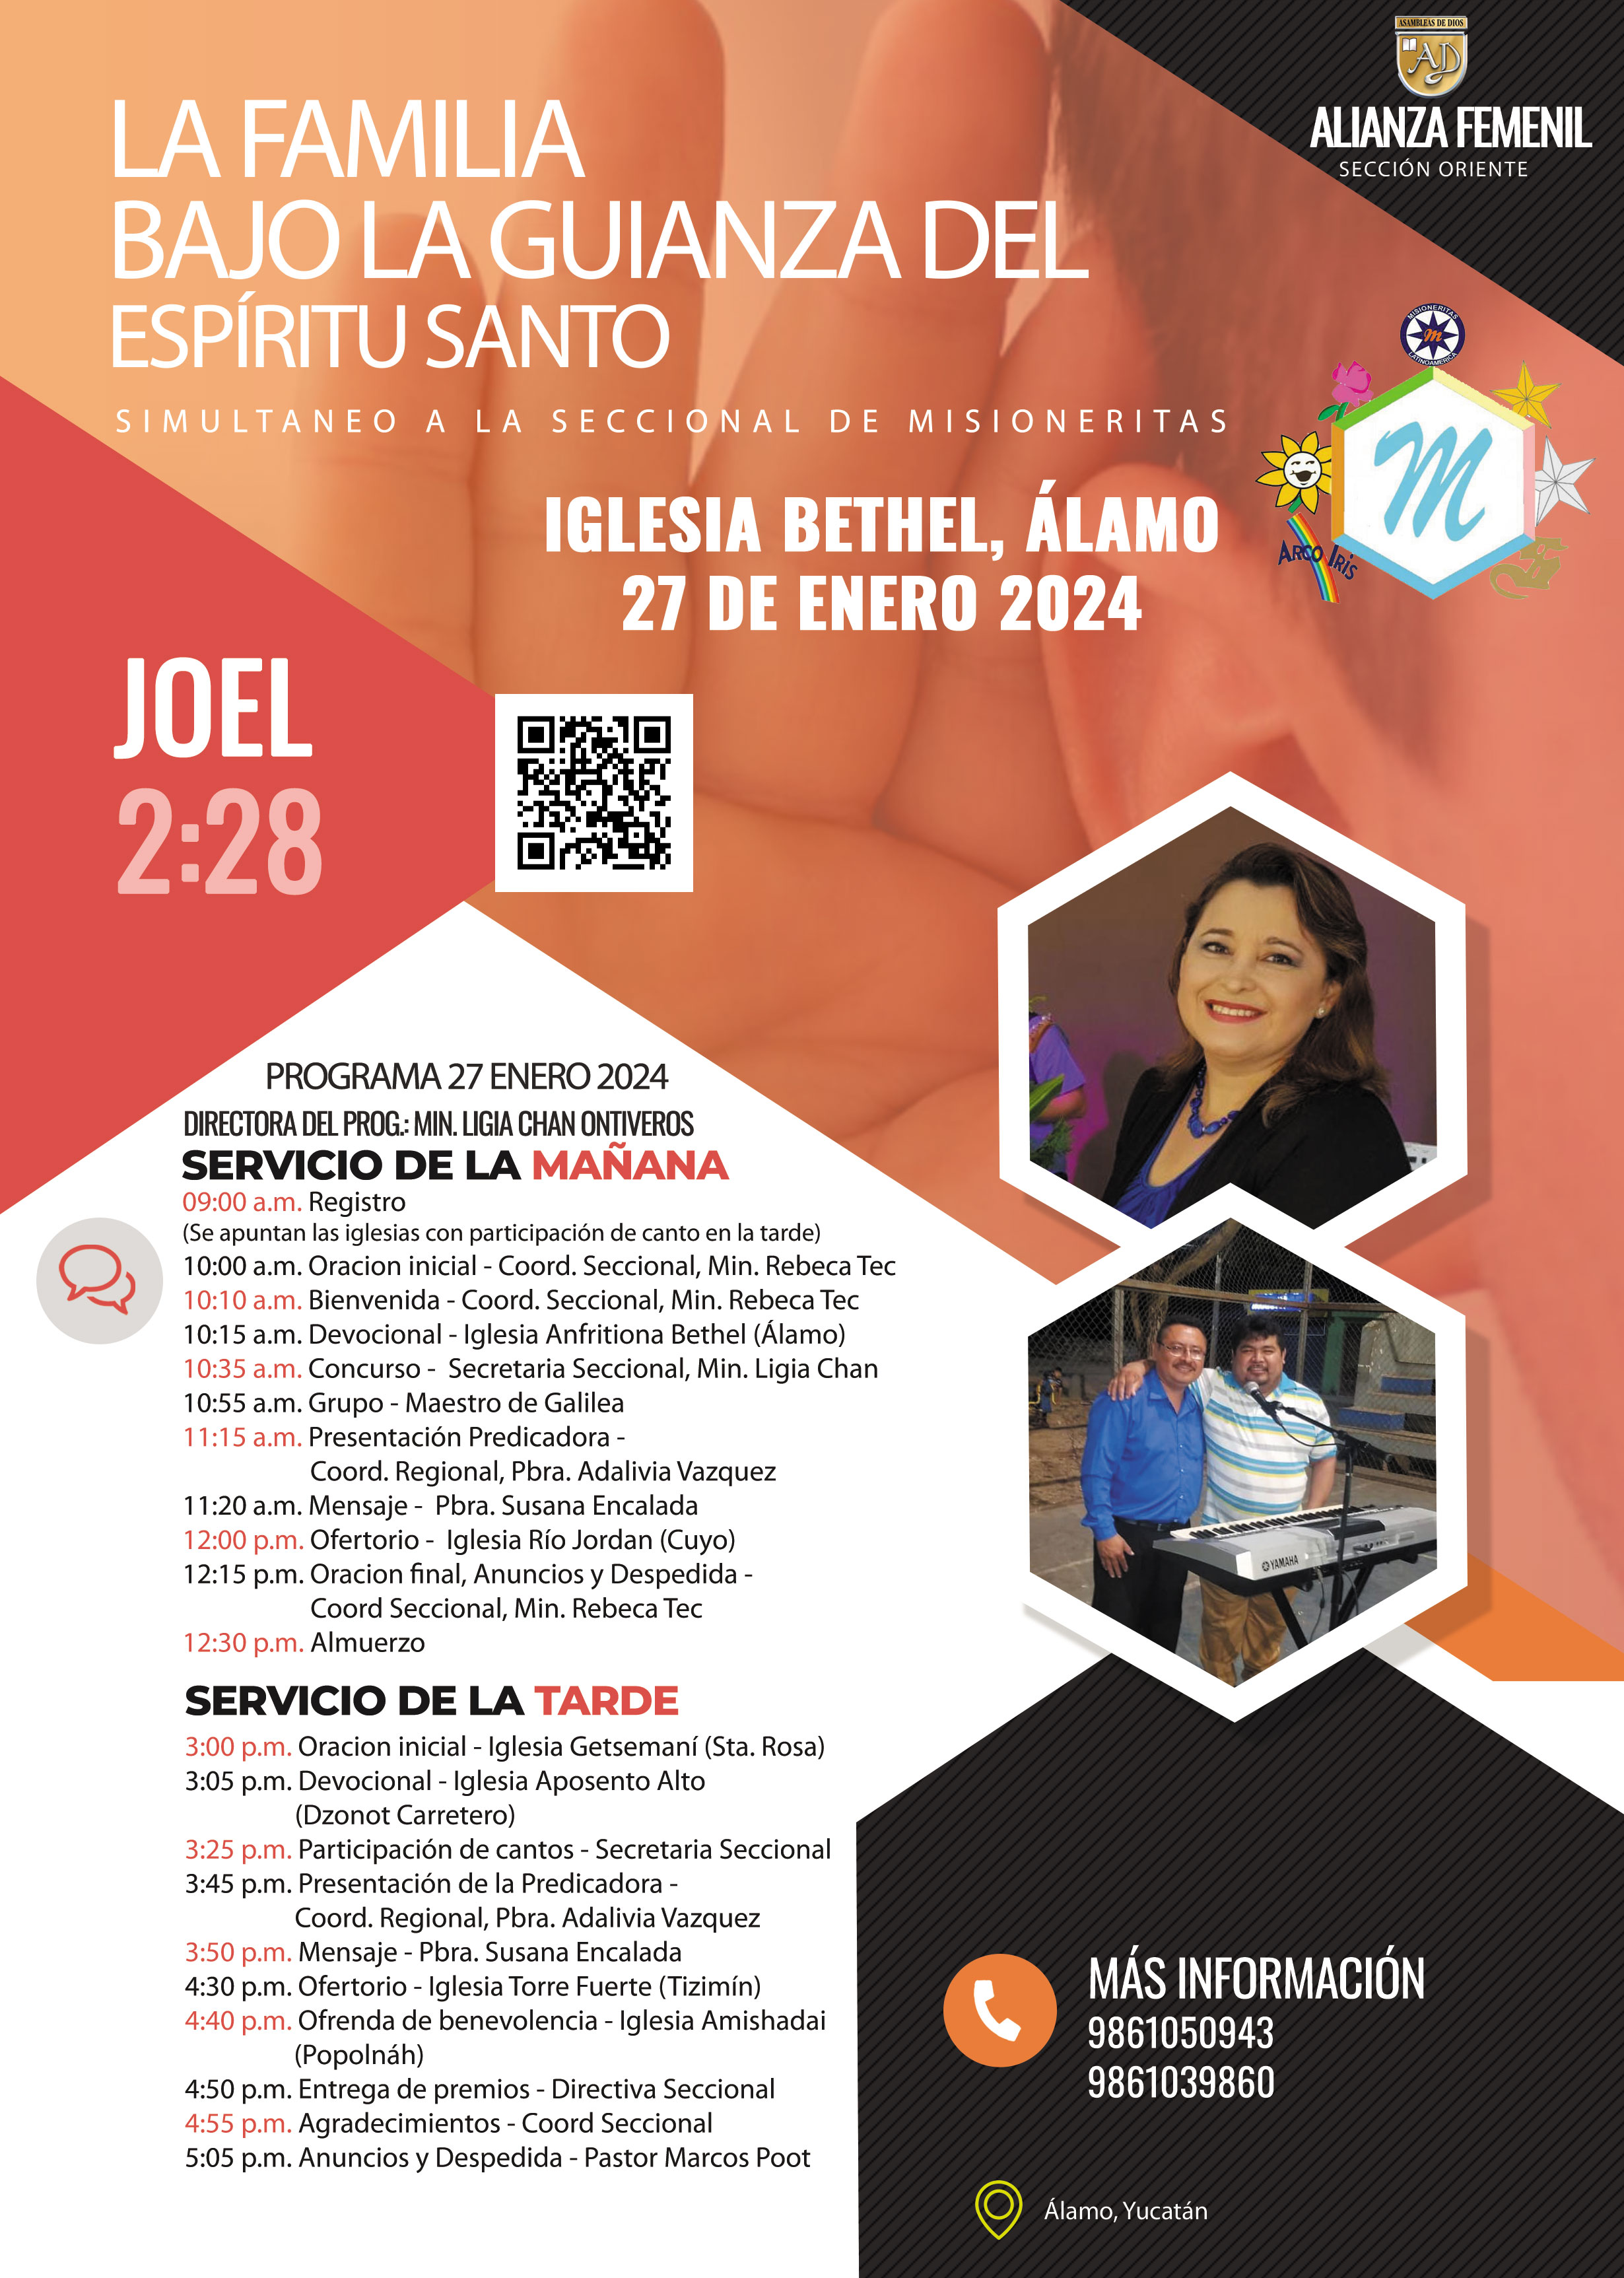 ASAMBLEAS DE DIOS
AD
ALIANZA FEMENIL
SECCIÓN ORIENTE
LA FAMILIA
BAJO LA GUIANZA DEL
ESPÍRITU SANTO
SIMULTANEO A LA SECCIONAL DE MISIONERITAS
MISIONERITAS
m
LATINOAMERICA
M
ARCO IRIS
IGLESIA BETHEL, ÁLAMO
27 DE ENERO 2024
JOEL
2:28
PROGRAMA 27 ENERO 2024
DIRECTORA DEL PROG.: MIN. LIGIA CHAN ONTIVEROS
SERVICIO DE LA MAÑANA
09:00 a.m. Registro
(Se apuntan las iglesias con participación de canto en la tarde)
10:00 a.m. Oracion inicial - Coord. Seccional, Min. Rebeca Tec
10:10 a.m. Bienvenida - Coord. Seccional, Min. Rebeca Tec
10:15 a.m. Devocional - Iglesia Anfritiona Bethel (Álamo)
10:35 a.m. Concurso - Secretaria Seccional, Min. Ligia Chan
10:55 a.m. Grupo - Maestro de Galilea
11:15 a.m. Presentación Predicadora -
Coord. Regional, Pbra. Adalivia Vazquez
11:20 a.m. Mensaje - Pbra. Susana Encalada
12:00 p.m. Ofertorio - Iglesia Río Jordan (Cuyo)
12:15 p.m. Oracion final, Anuncios y Despedida -
Coord Seccional, Min. Rebeca Tec
12:30 p.m. Almuerzo
SERVICIO DE LA TARDE
3:00 p.m. Oracion inicial - Iglesia Getsemaní (Sta. Rosa)
3:05 p.m. Devocional - Iglesia Aposento Alto
(Dzonot Carretero)
3:25 p.m. Participación de cantos - Secretaria Seccional
3:45 p.m. Presentación de la Predicadora -
Coord. Regional, Pbra. Adalivia Vazquez
3:50 p.m. Mensaje - Pbra. Susana Encalada
4:30 p.m. Ofertorio - Iglesia Torre Fuerte (Tizimín)
4:40 p.m. Ofrenda de benevolencia - Iglesia Amishadai
(Popolnáh)
4:50 p.m. Entrega de premios - Directiva Seccional
4:55 p.m. Agradecimientos - Coord Seccional
5:05 p.m. Anuncios y Despedida - Pastor Marcos Poot
YAMAHA
MÁS INFORMACIÓN
9861050943
9861039860
Álamo, Yucatán